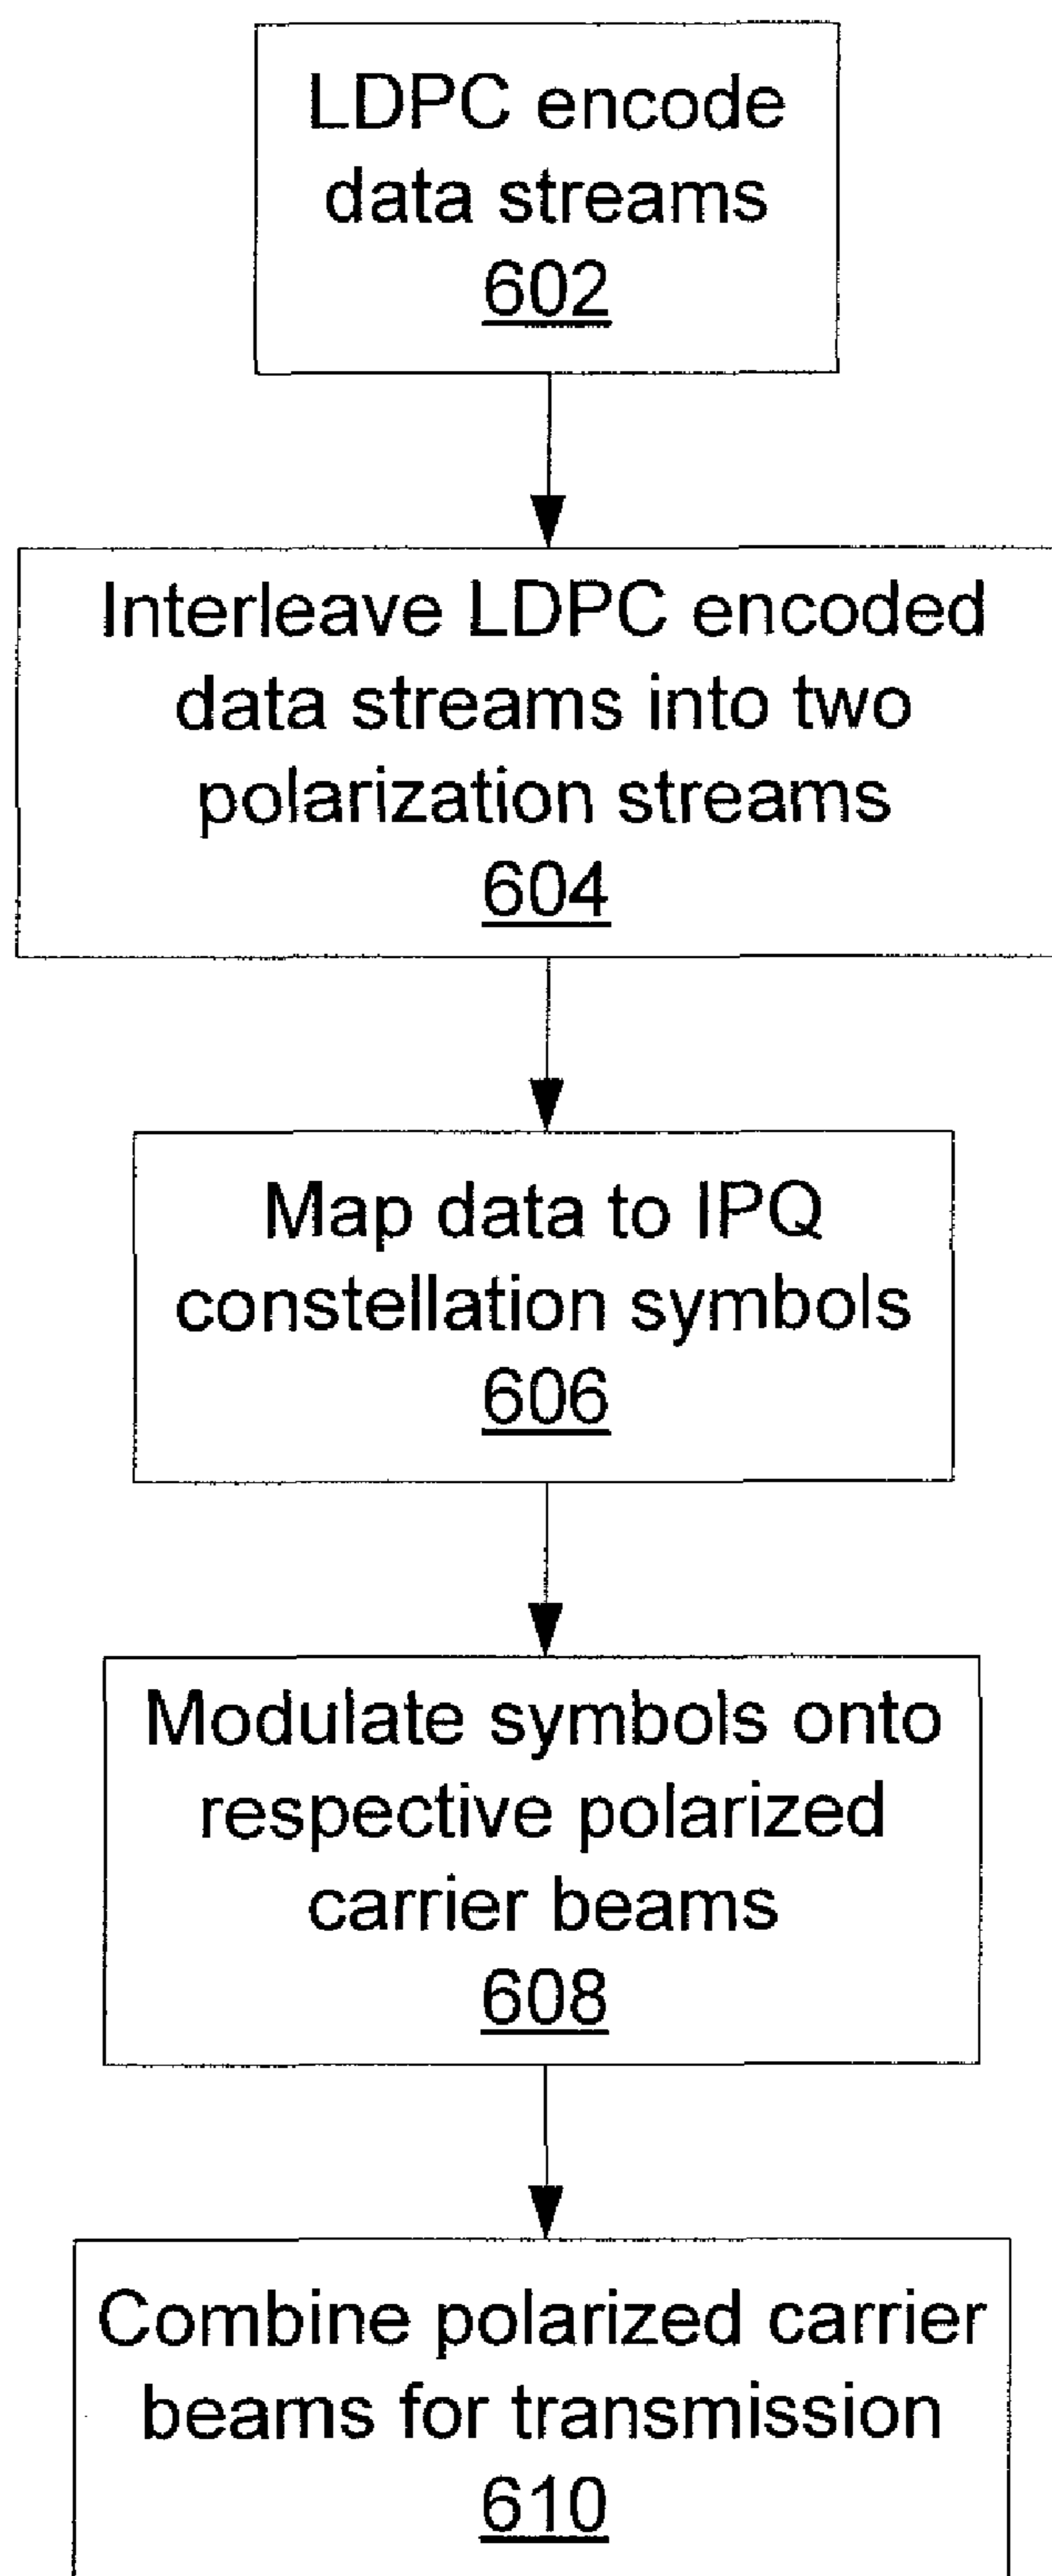 LDPC encode
data streams
602
Interleave LDPC encoded
data streams into two
polarization streams
604
Map data to IPQ
constellation symbols
606
Modulate symbols onto
respective polarized
carrier beams
608
Combine polarized carrier
beams for transmission
610